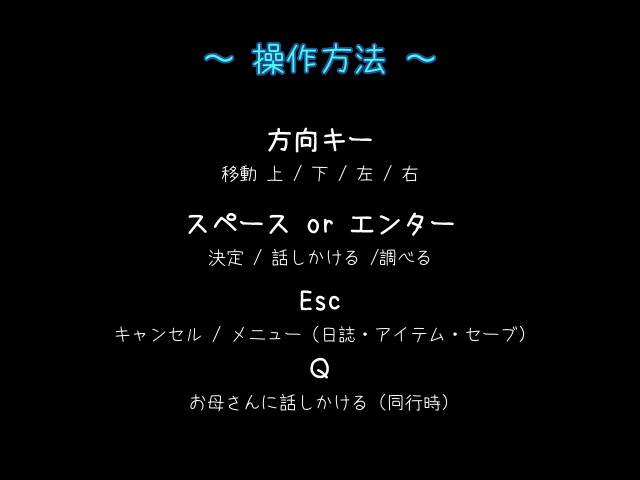 ～ 操作方法 ～
方向キー
移動 上 / 下 / 左 / 右
スペース or エンター
決定 / 話しかける /調べる
Esc
キャンセル / メニュー（日誌・アイテム・セーブ）
Q
お母さんに話しかける（同行時）